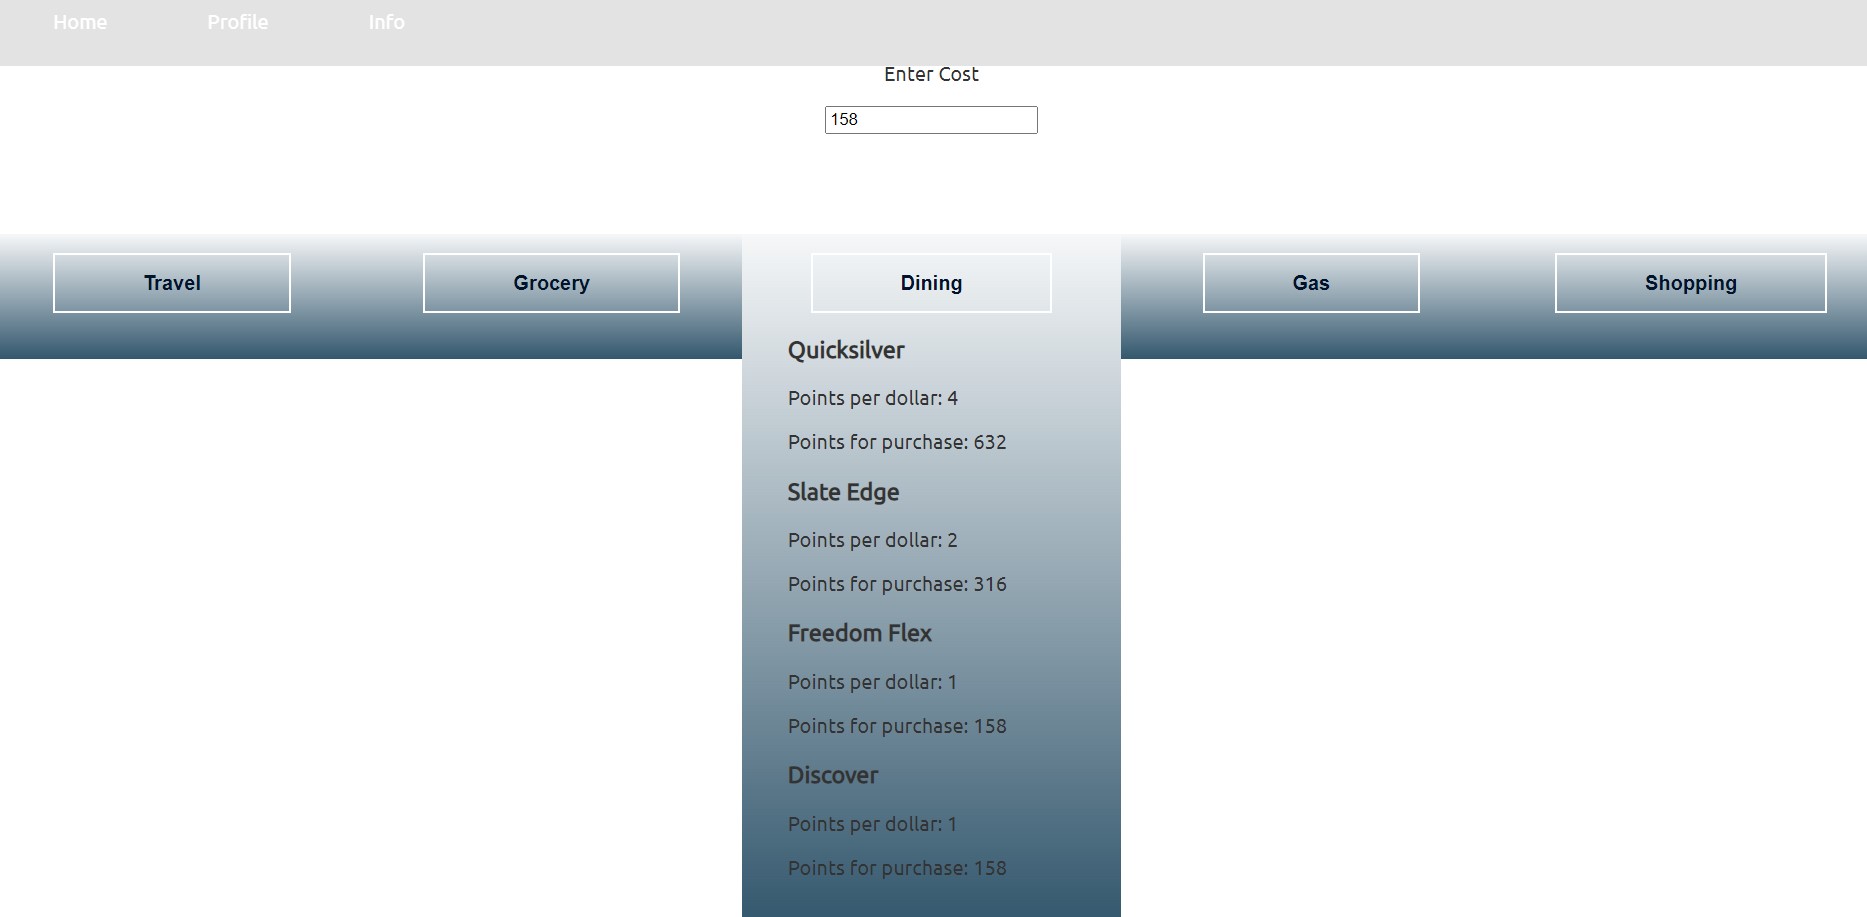 Home Profile Info
Enter Cost
158
Travel Grocery Dining Gas Shopping
Quicksilver
Points per dollar: 4
Points for purchase: 632
Slate Edge
Points per dollar: 2
Points for purchase: 316
Freedom Flex
Points per dollar: 1
Points for purchase: 158
Discover
Points per dollar: 1
Points for purchase: 158